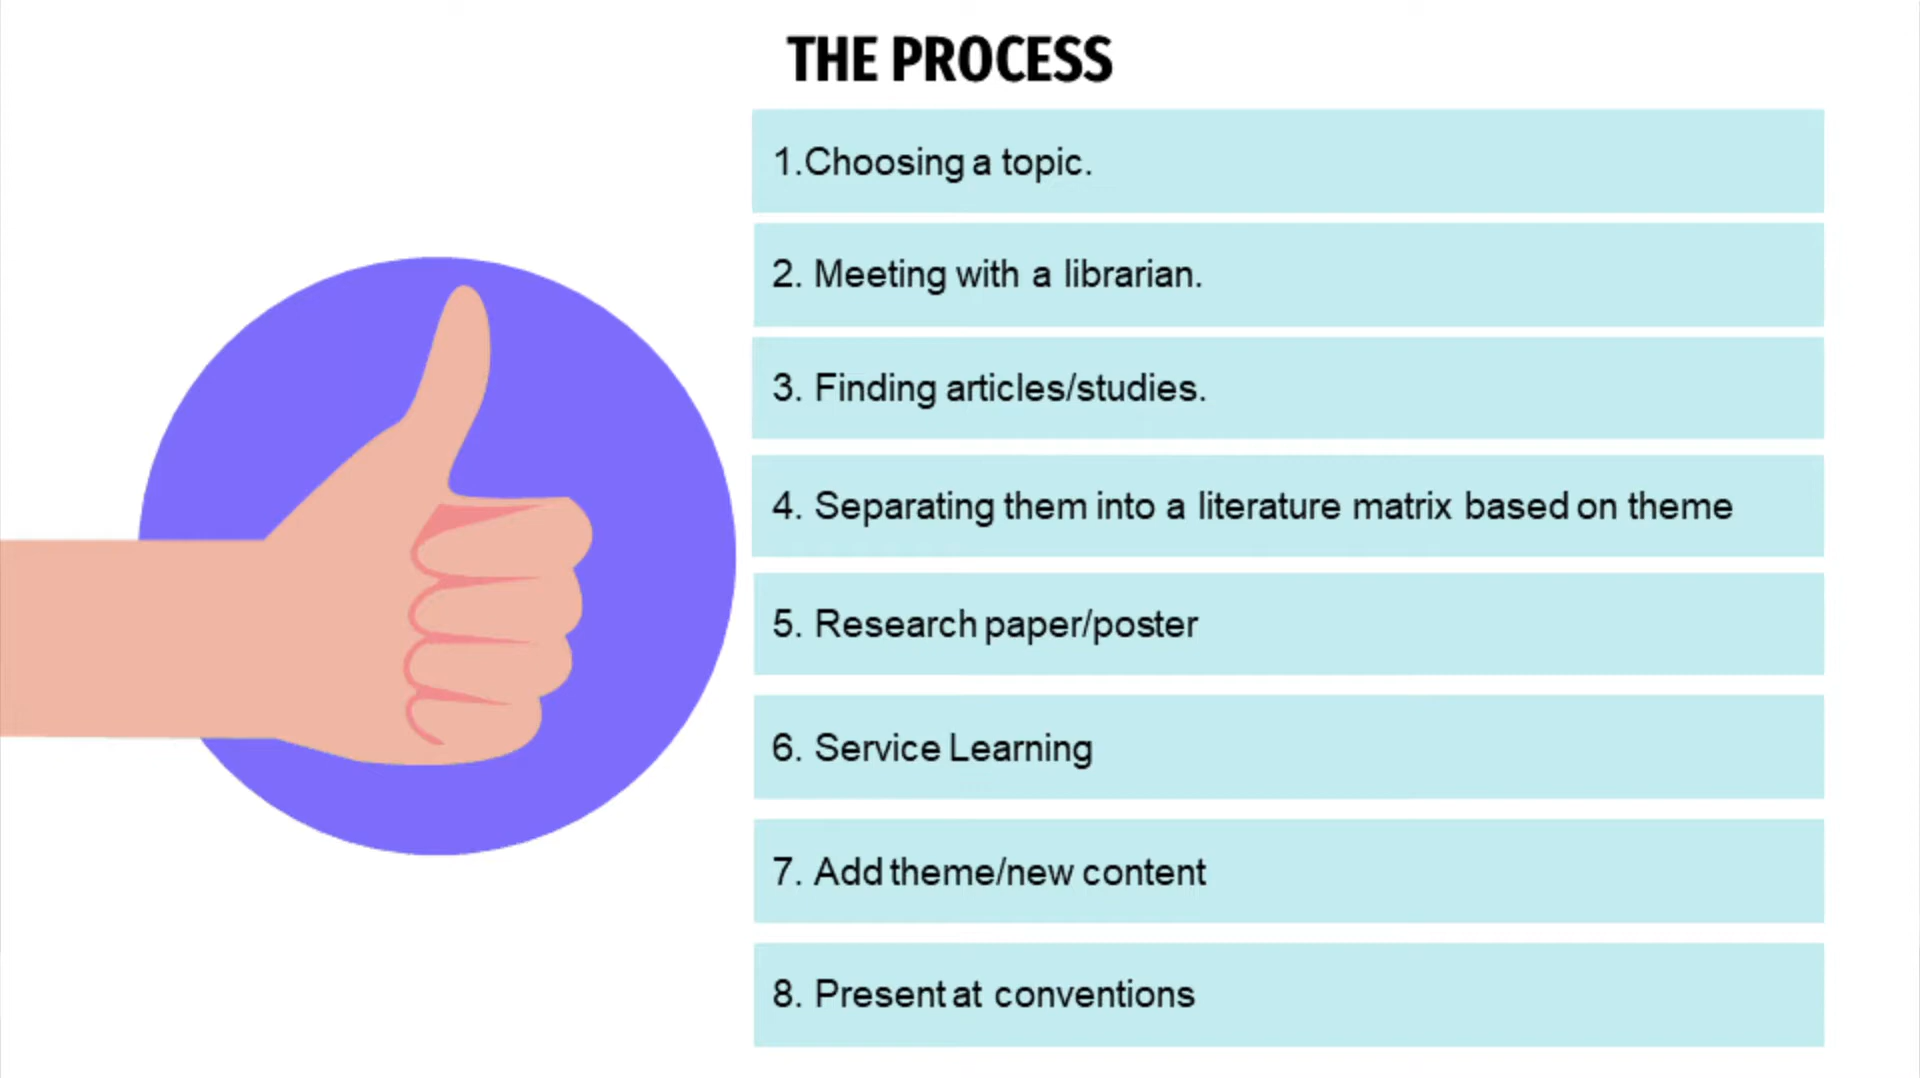 THE PROCESS
1.Choosing a topic.
2. Meeting with a librarian.
3. Finding articles/studies.
4. Separating them into a literature matrix based on theme
5. Research paper/poster
6. Service Learning
7. Add theme/new content
8. Present at conventions